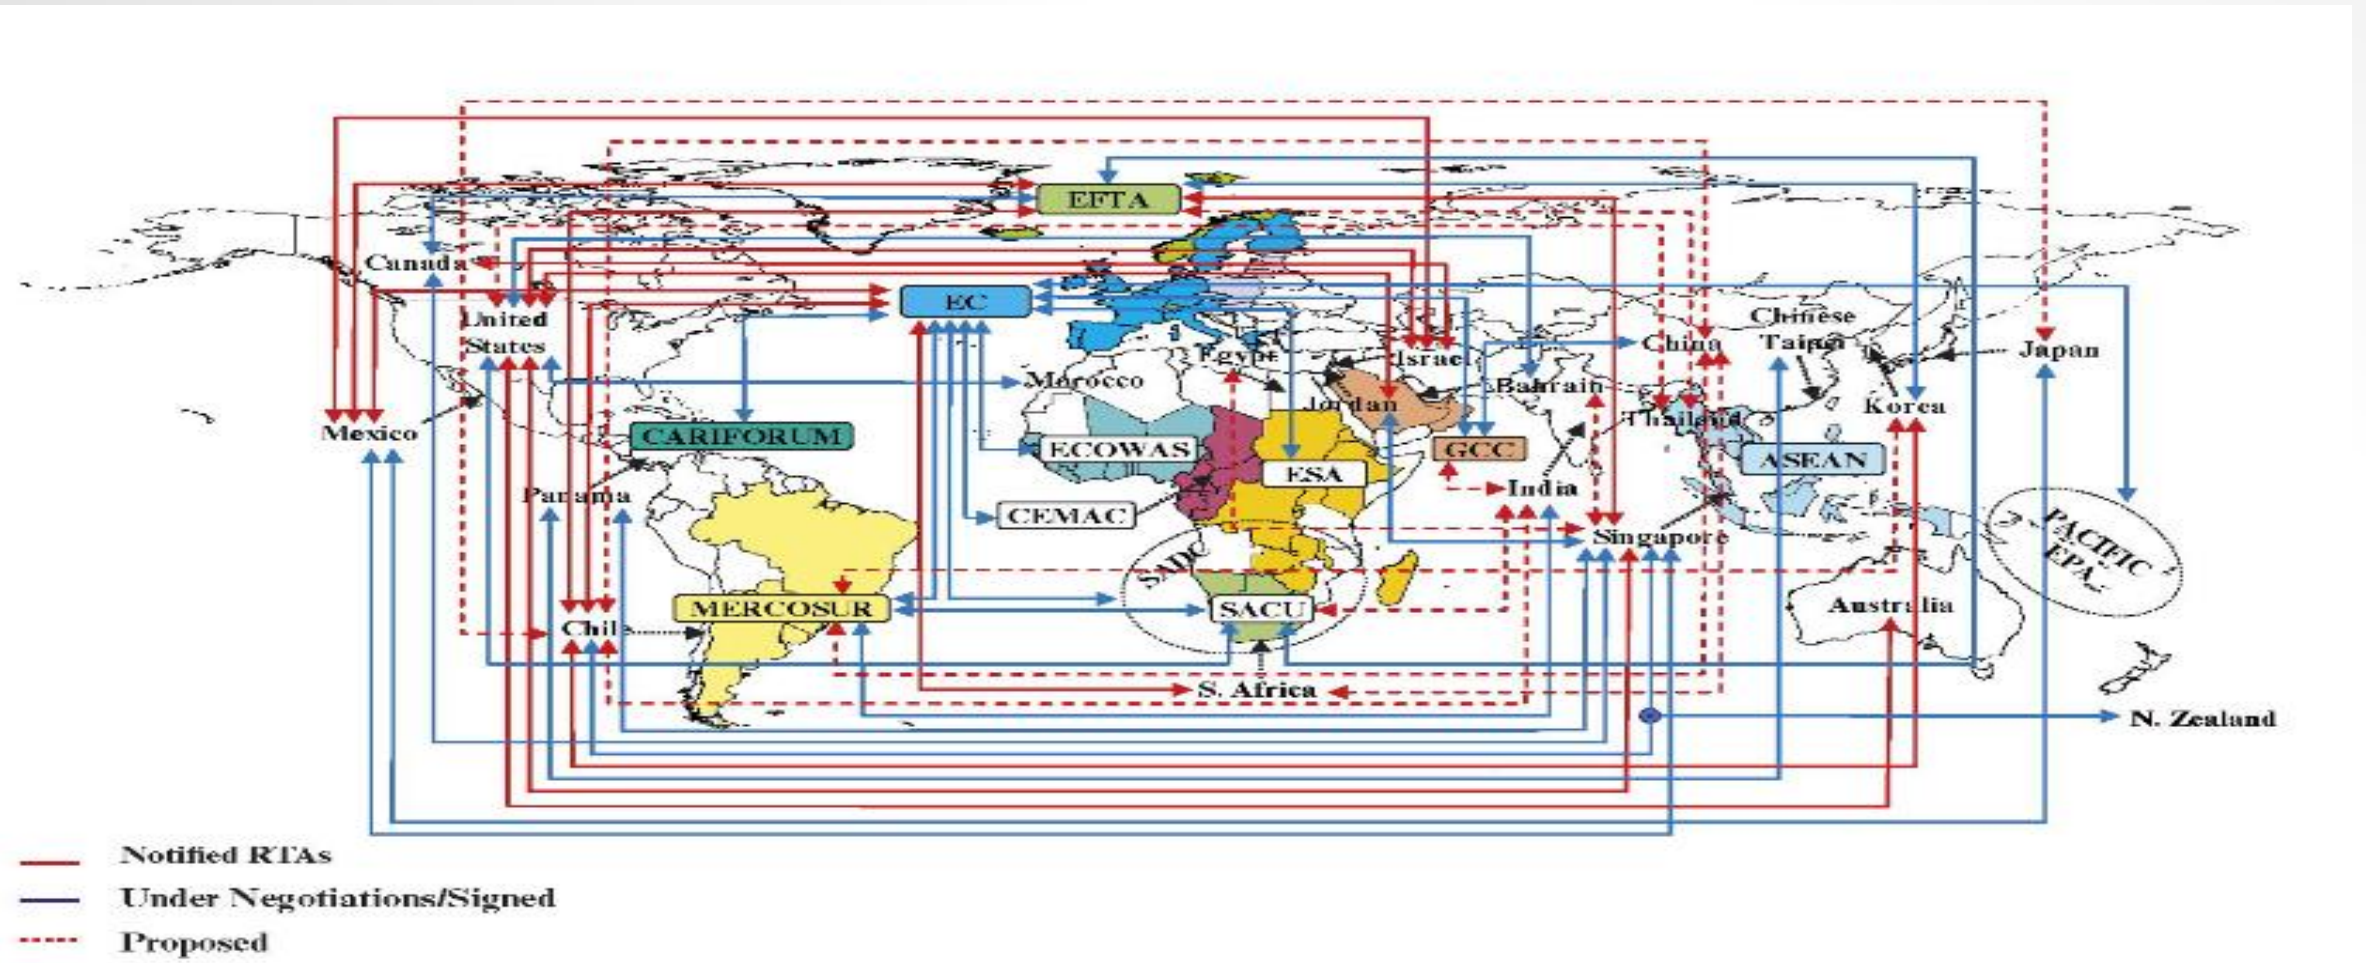 EFTA
Canada
EC
United
States
Chinese
Taipei
China
Japan
Egypt
Israel
Morocco
Bahrain
Jordan
Korea
Thailand
Mexico
CARIFORUM
ECOWAS
GCC
ASEAN
ESA
India
Panama
CEMAC
Singapore
PACIFIC
EPA
SADC
MERCOSUR
SACU
Australia
Chile
S. Africa
N. Zealand
Notified RTAs
Under Negotiations/Signed
Proposed